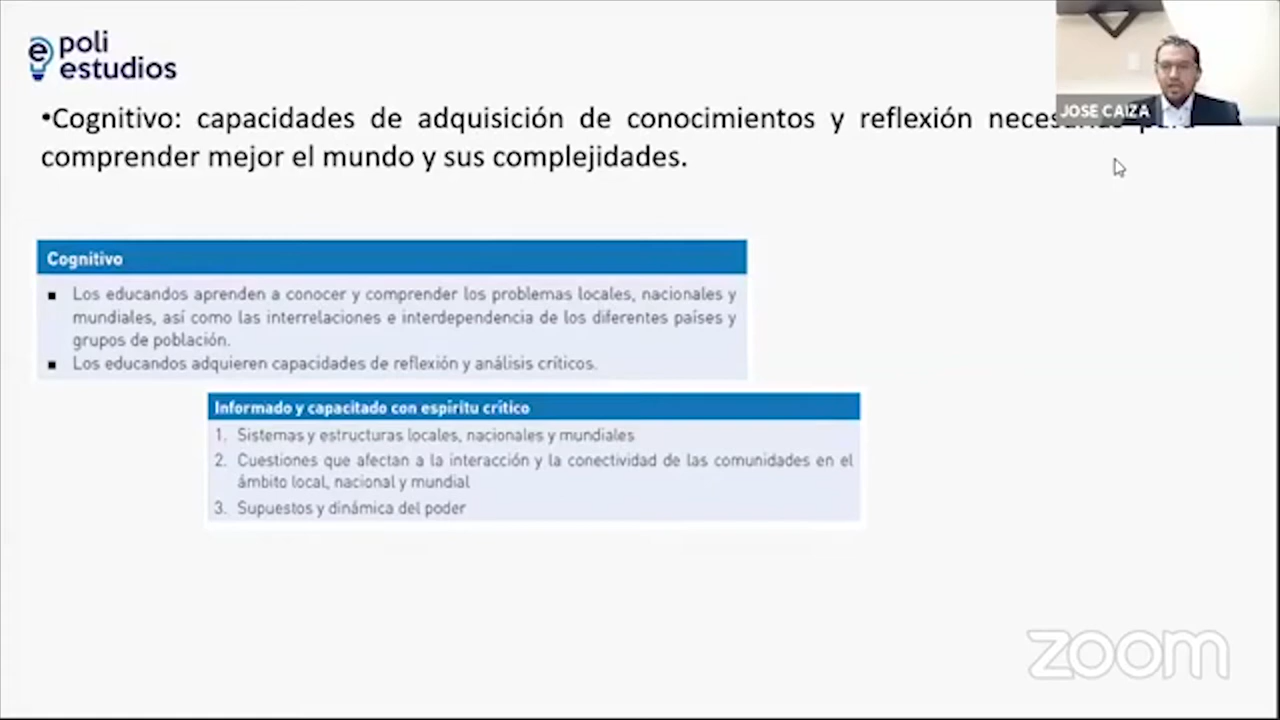 e poli
estudios
JOSE CAIZA
•Cognitivo: capacidades de adquisición de conocimientos y reflexión
comprender mejor el mundo y sus complejidades.
Cognitivo
▪ Los educandos aprenden a conocer y comprender los problemas locales, nacionales y
mundiales, así como las interrelaciones e interdependencia de los diferentes países y
grupos de población.
▪ Los educandos adquieren capacidades de reflexión y análisis críticos.
Informado y capacitado con espíritu crítico
1. Sistemas y estructuras locales, nacionales y mundiales
2. Cuestiones que afectan a la interacción y la conectividad de las comunidades en el
ámbito local, nacional y mundial
3. Supuestos y dinámica del poder
zoom